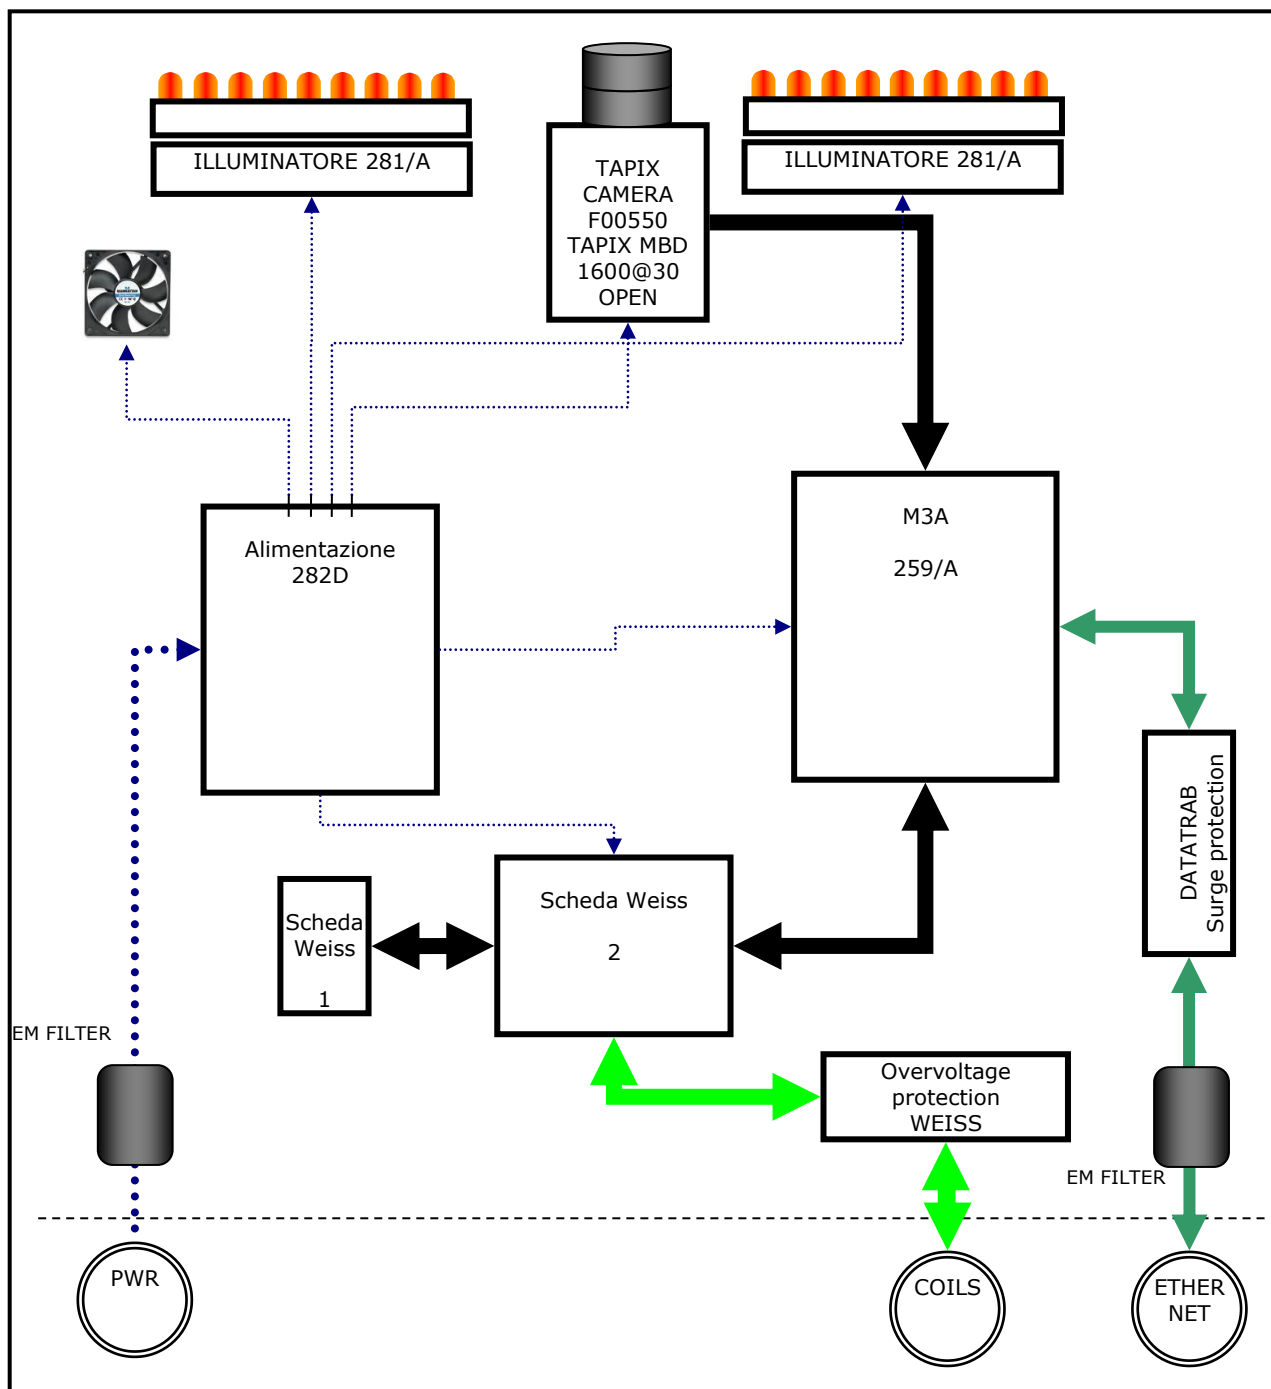 ILLUMINATORE 281/A
TAPIX
CAMERA
F00550
TAPIX MBD
1600@30
OPEN
ILLUMINATORE 281/A
MANHATTAN
Alimentazione
282D
M3A
259/A
DATATRAB
Surge protection
Scheda
Weiss
1
Scheda Weiss
2
EM FILTER
Overvoltage
protection
WEISS
EM FILTER
PWR
COILS
ETHER
NET